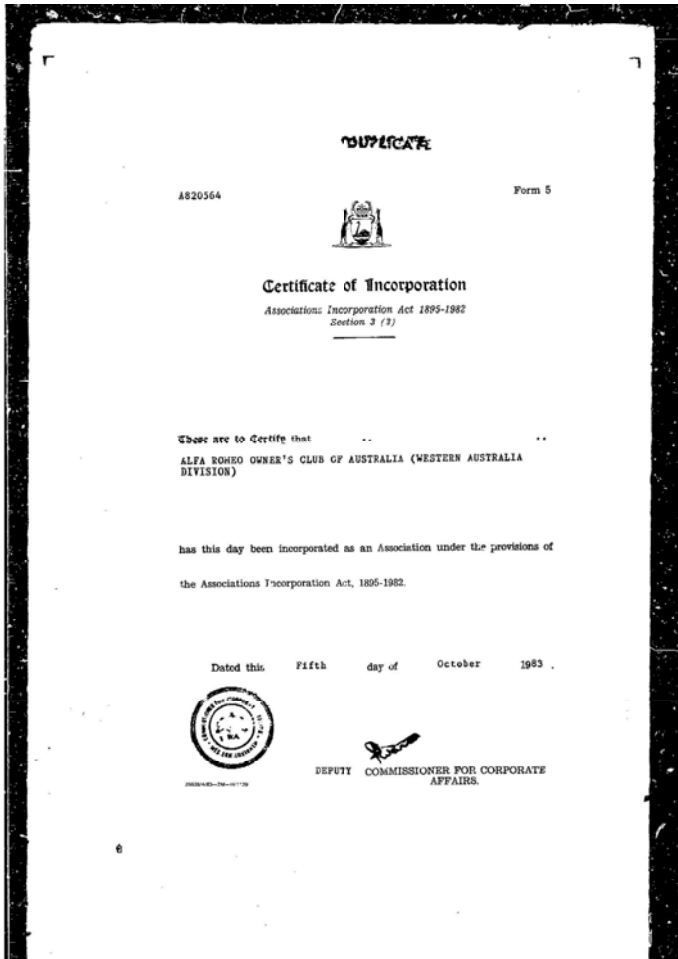 DUPLICATE
A820564
Form 5
Certificate of Incorporation
Associations Incorporation Act 1895-1982
Section 3 (3)
These are to Certify that
ALFA ROMEO OWNER'S CLUB OF AUSTRALIA (WESTERN AUSTRALIA
DIVISION)
has this day been incorporated as an Association under the provisions of
the Associations Incorporation Act, 1895-1982.
Dated this Fifth day of October 1983 .
WA
DEPUTY COMMISSIONER FOR CORPORATE
AFFAIRS.